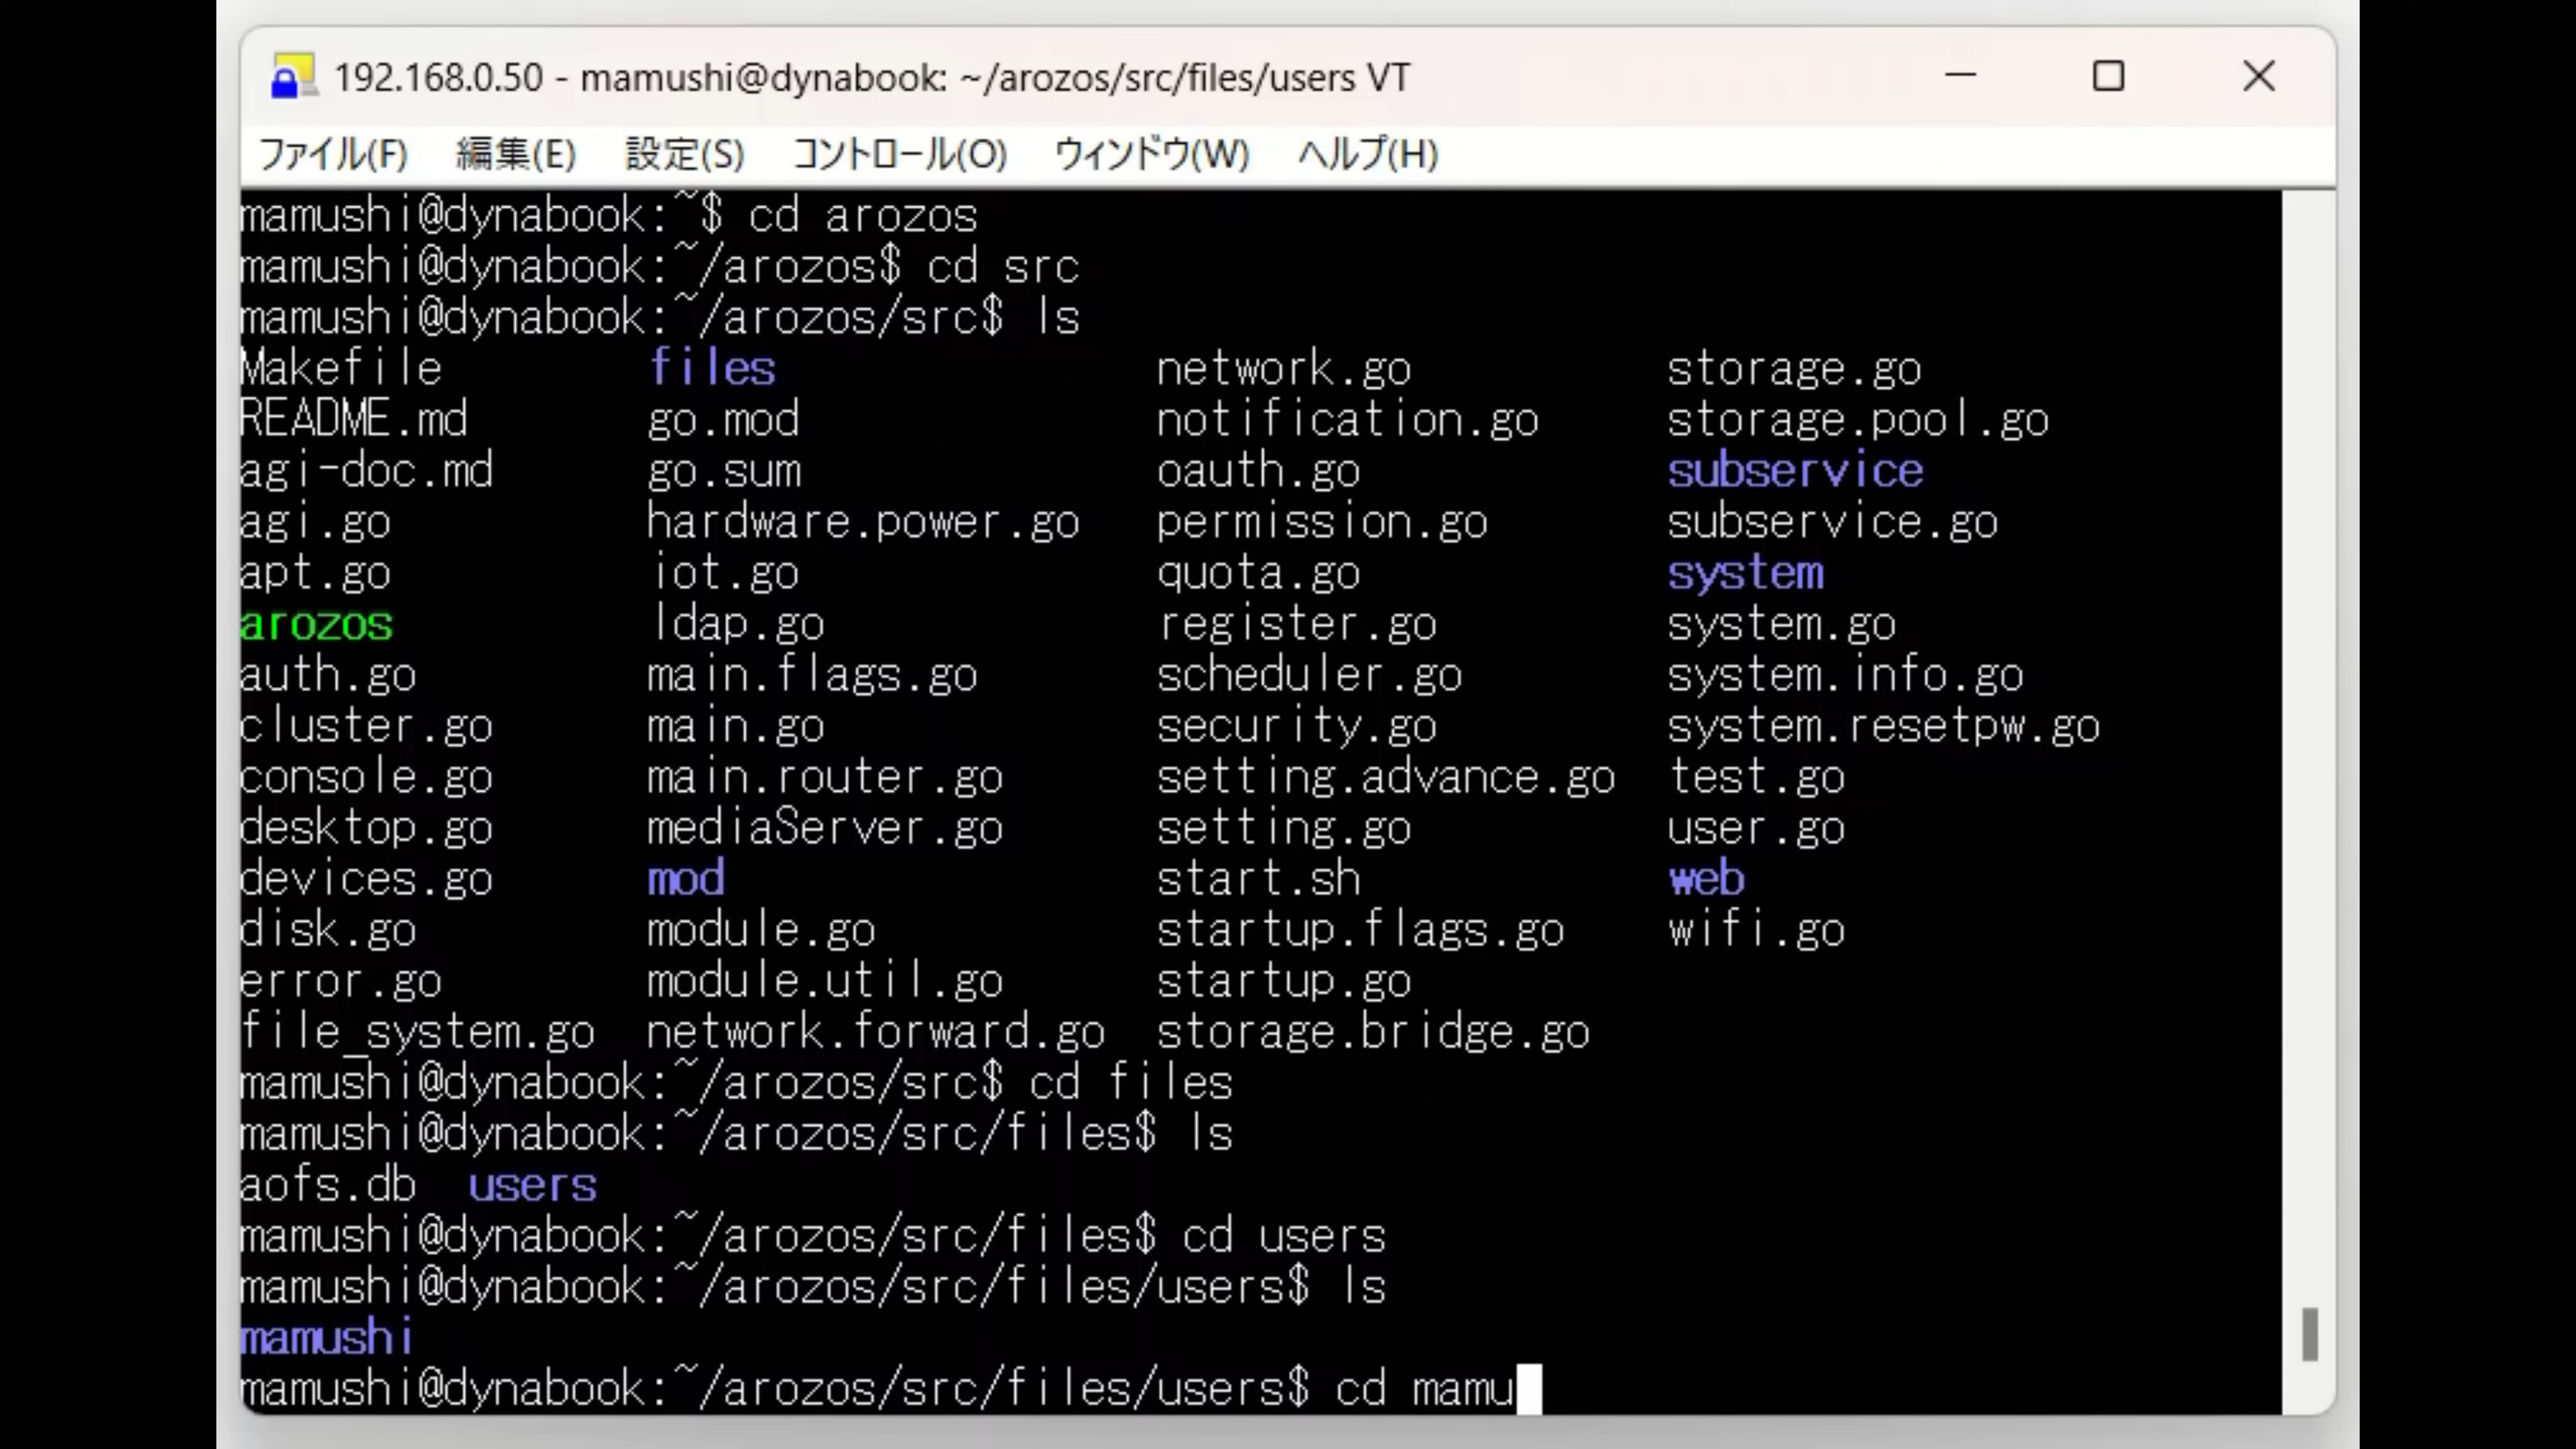 192.168.0.50 - mamushi@dynabook: ~/arozos/src/files/users VT
ファイル(F) 編集(E) 設定(S) コントロール(O) ウィンドウ(W) ヘルプ(H)
mamushi@dynabook:~$ cd arozos
mamushi@dynabook:~/arozos$ cd src
mamushi@dynabook:~/arozos/src$ ls
Makefile files network.go storage.go
README.md go.mod notification.go storage.pool.go
agi-doc.md go.sum oauth.go subservice
agi.go hardware.power.go permission.go subservice.go
apt.go iot.go quota.go system
arozos ldap.go register.go system.go
auth.go main.flags.go scheduler.go system.info.go
cluster.go main.go security.go system.resetpw.go
console.go main.router.go setting.advance.go test.go
desktop.go mediaServer.go setting.go user.go
devices.go mod start.sh web
disk.go module.go startup.flags.go wifi.go
error.go module.util.go startup.go
file_system.go network.forward.go storage.bridge.go
mamushi@dynabook:~/arozos/src$ cd files
mamushi@dynabook:~/arozos/src/files$ ls
aofs.db users
mamushi@dynabook:~/arozos/src/files$ cd users
mamushi@dynabook:~/arozos/src/files/users$ ls
mamushi
mamushi@dynabook:~/arozos/src/files/users$ cd mamu